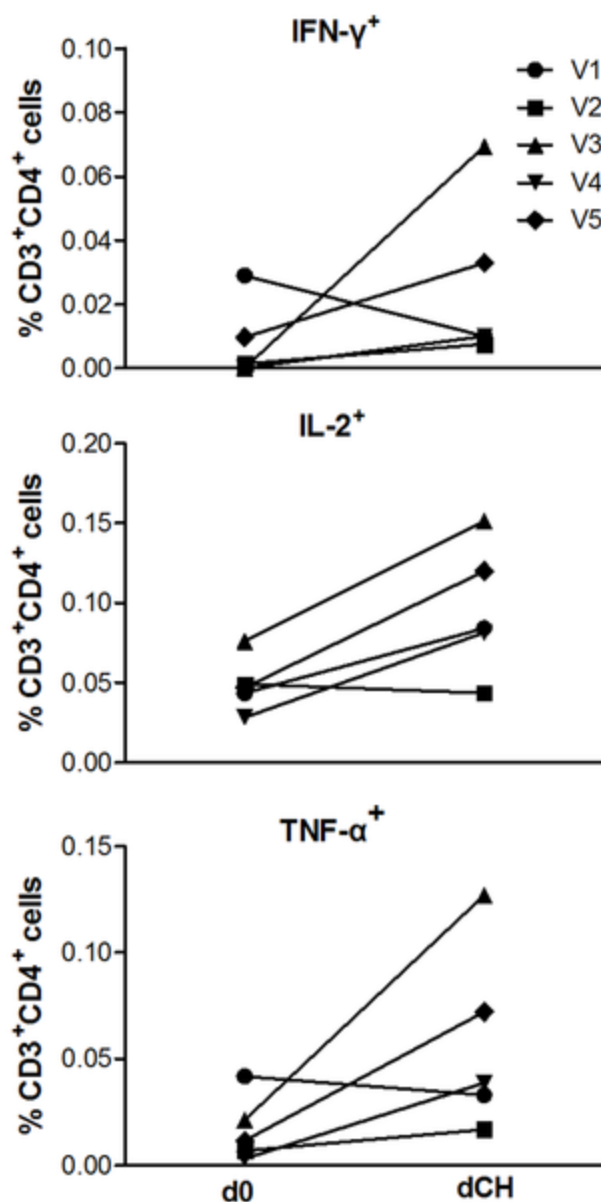 IFN-γ⁺
0.10
0.08
0.06
0.04
0.02
0.00
% CD3⁺CD4⁺ cells
V1
V2
V3
V4
V5
IL-2⁺
0.20
0.15
0.10
0.05
0.00
% CD3⁺CD4⁺ cells
TNF-α⁺
0.15
0.10
0.05
0.00
% CD3⁺CD4⁺ cells
d0 dCH